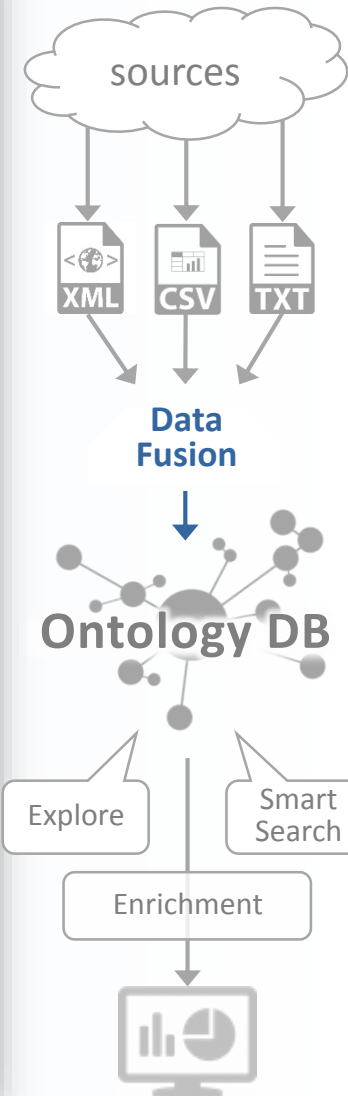 sources
< >
XML
CSV
TXT
Data
Fusion
Ontology DB
Explore
Smart
Search
Enrichment